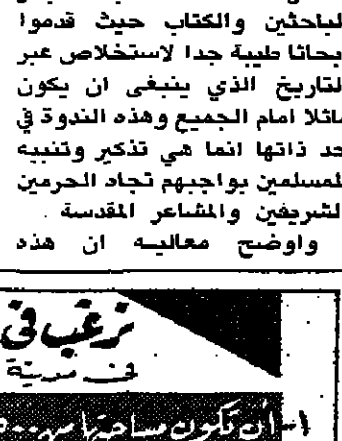 لباحثين والكتاب حيث قدموا
بحاثا طيبة جدا لاستخلاص عبر
لتاريخ الذي ينبغي ان يكون
ماثلا امام الجميع وهذه الندوة في
حد ذاتها انما هي تذكير وتنبيه
للمسلمين بواجبهم تجاه الحرمين
لشريفين والمشاعر المقدسة .
واوضح معاليه ان هذه
نرغب في
في مدينة
١- أن تكون مساحتها من